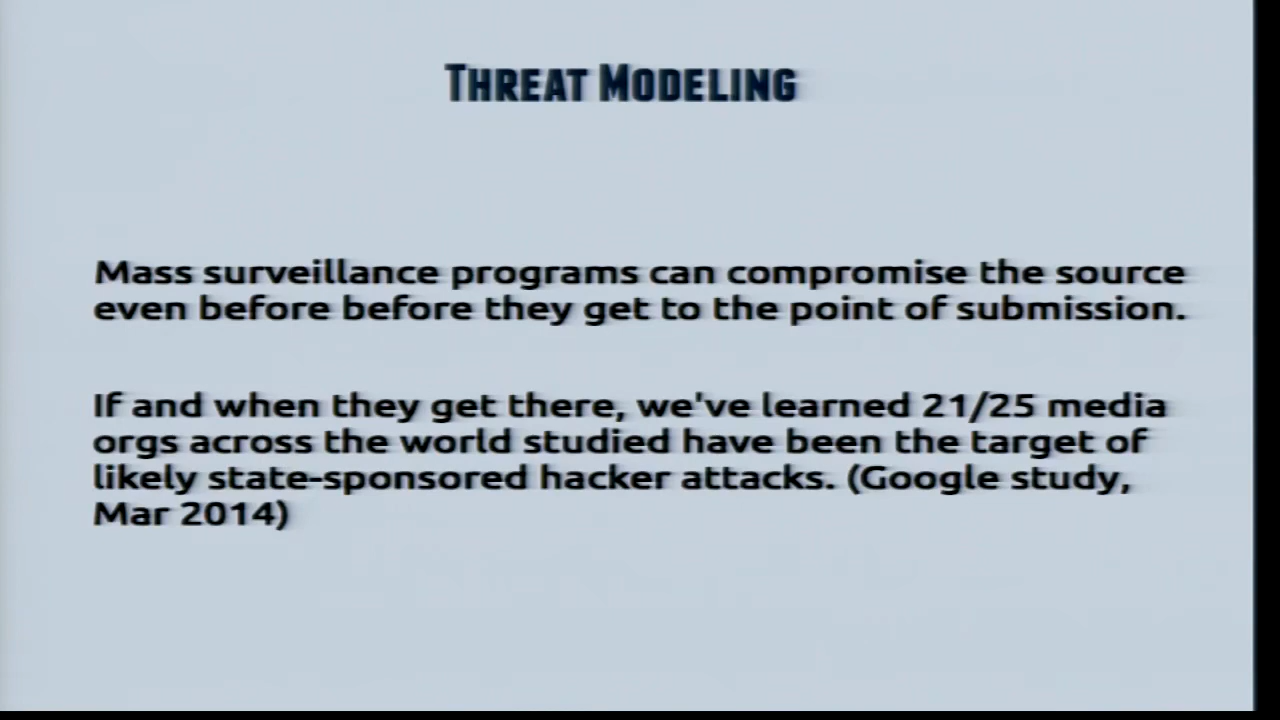 THREAT MODELING
Mass surveillance programs can compromise the source
even before before they get to the point of submission.
If and when they get there, we've learned 21/25 media
orgs across the world studied have been the target of
likely state-sponsored hacker attacks. (Google study,
Mar 2014)